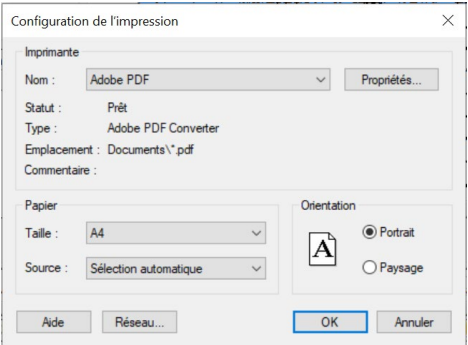 Configuration de l'impression
Imprimante
Nom : Adobe PDF Propriétés...
Statut : Prêt
Type : Adobe PDF Converter
Emplacement : Documents\*.pdf
Commentaire :
Papier
Taille : A4
Source : Sélection automatique
Orientation
A
Portrait
Paysage
Aide Réseau... OK Annuler